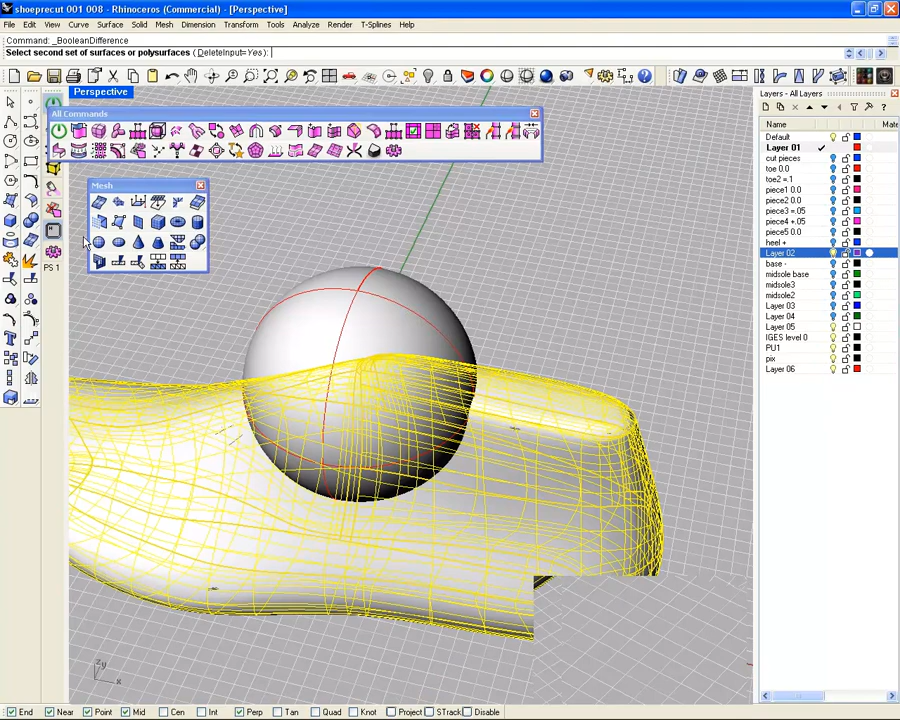 shoeprecut 001 008 - Rhinoceros (Commercial) - [Perspective]
File Edit View Curve Surface Solid Mesh Dimension Transform Tools Analyze Render T-Splines Help
Command: _BooleanDifference
Select second set of surfaces or polysurfaces ( DeleteInput=Yes ):
Perspective
All Commands
Mesh
PS 1
Layers - All Layers
Name Mate
Default
Layer 01
cut pieces
toe 0.0
toe2 =.1
piece1 0.0
piece2 0.0
piece3 =.05
piece4 +.05
piece5 0.0
heel +
Layer 02
base -
midsole base
midsole3
midsole2
Layer 03
Layer 04
Layer 05
IGES level 0
PU1
pix
Layer 06
z y
x
End Near Point Mid Cen Int Perp Tan Quad Knot Project STrack Disable